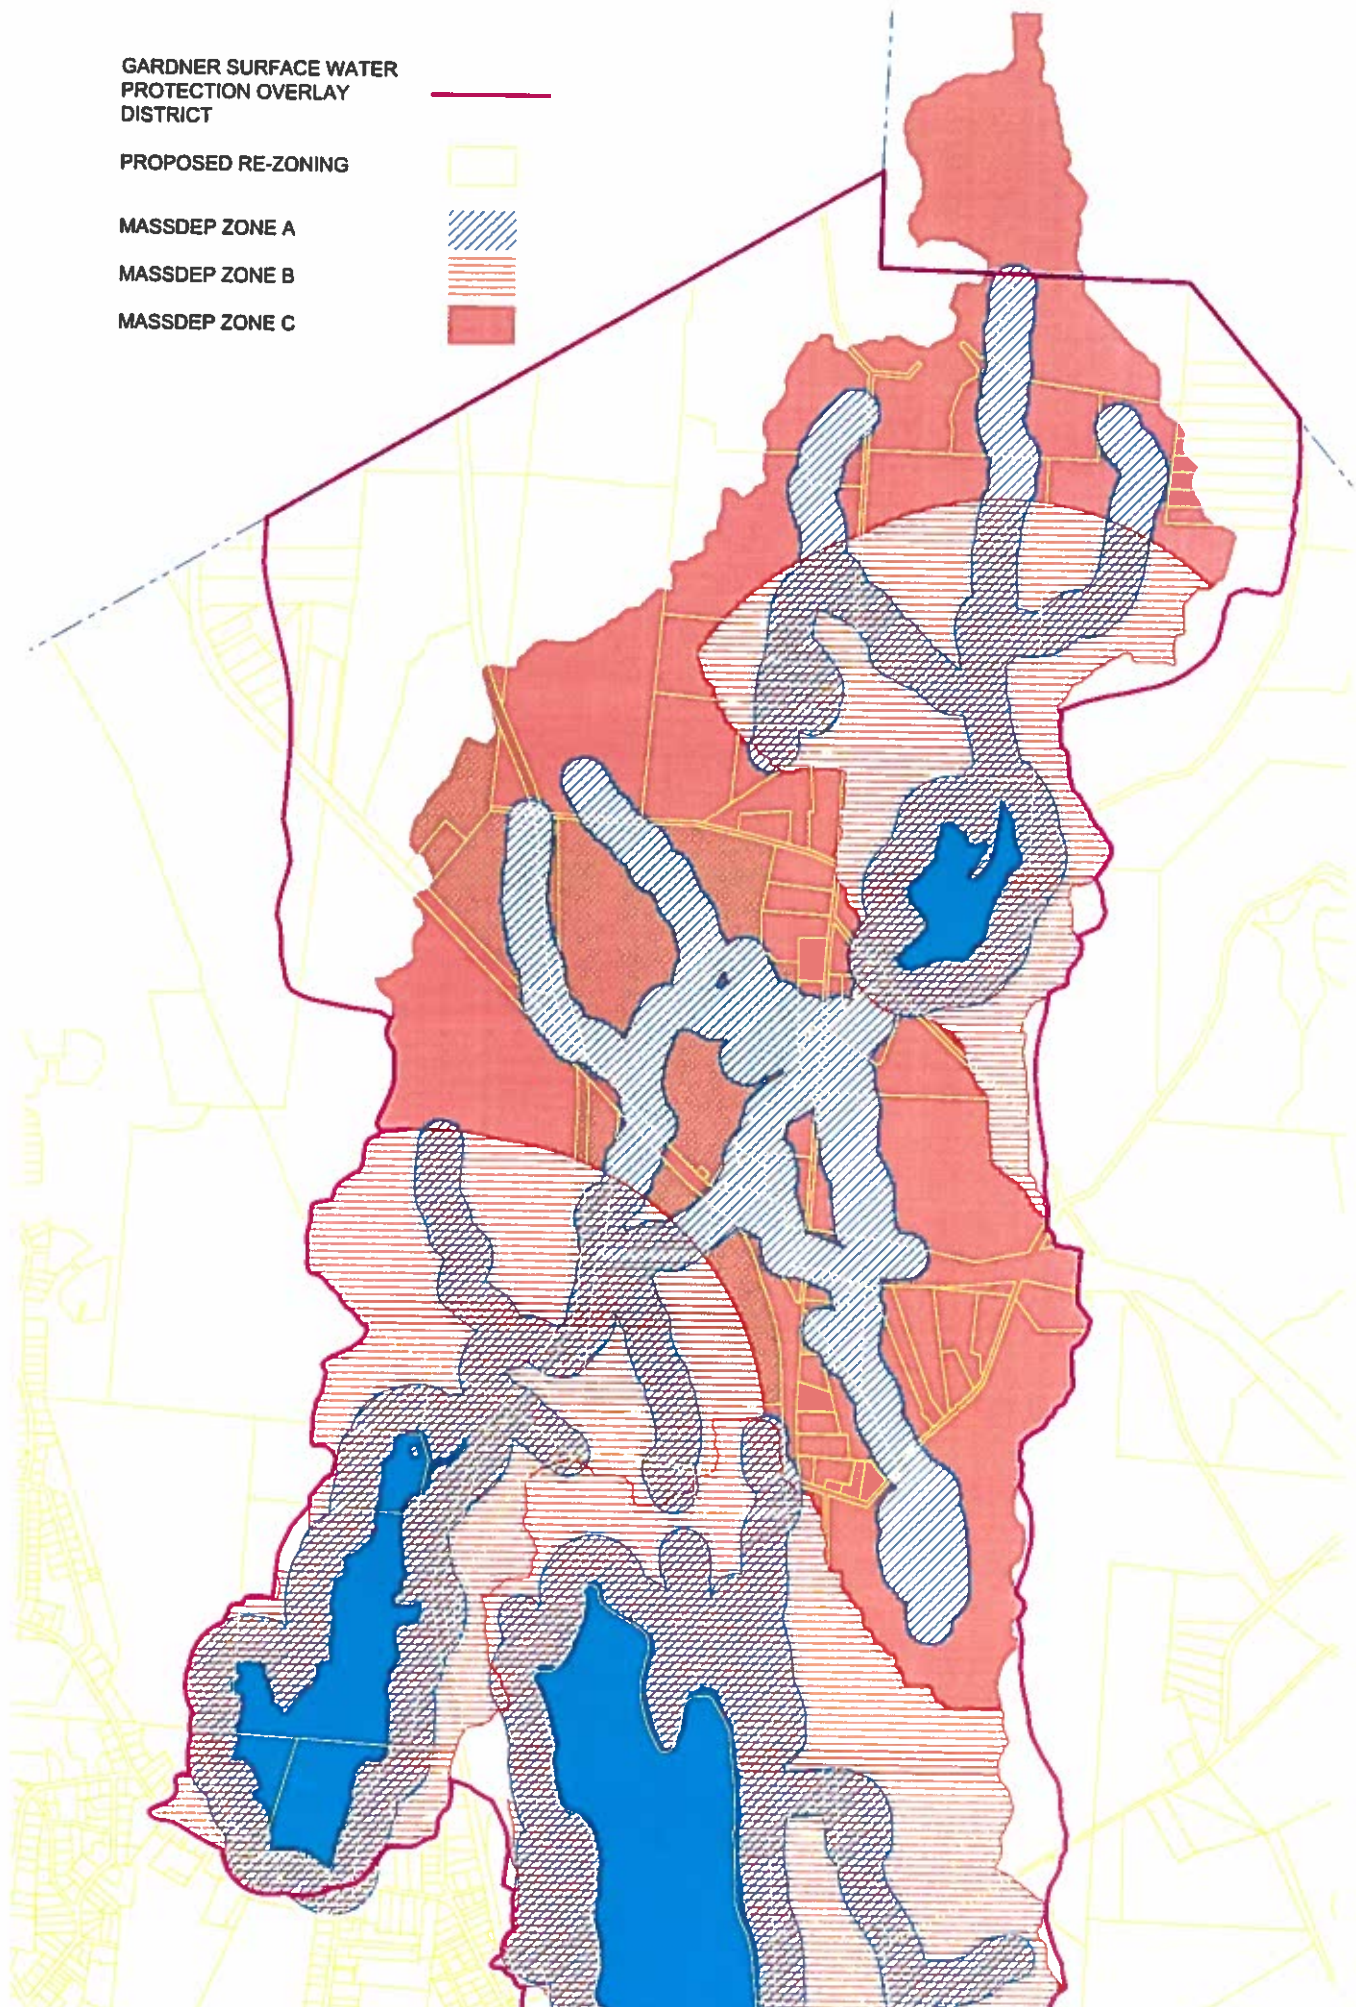 GARDNER SURFACE WATER
PROTECTION OVERLAY
DISTRICT
PROPOSED RE-ZONING
MASSDEP ZONE A
MASSDEP ZONE B
MASSDEP ZONE C